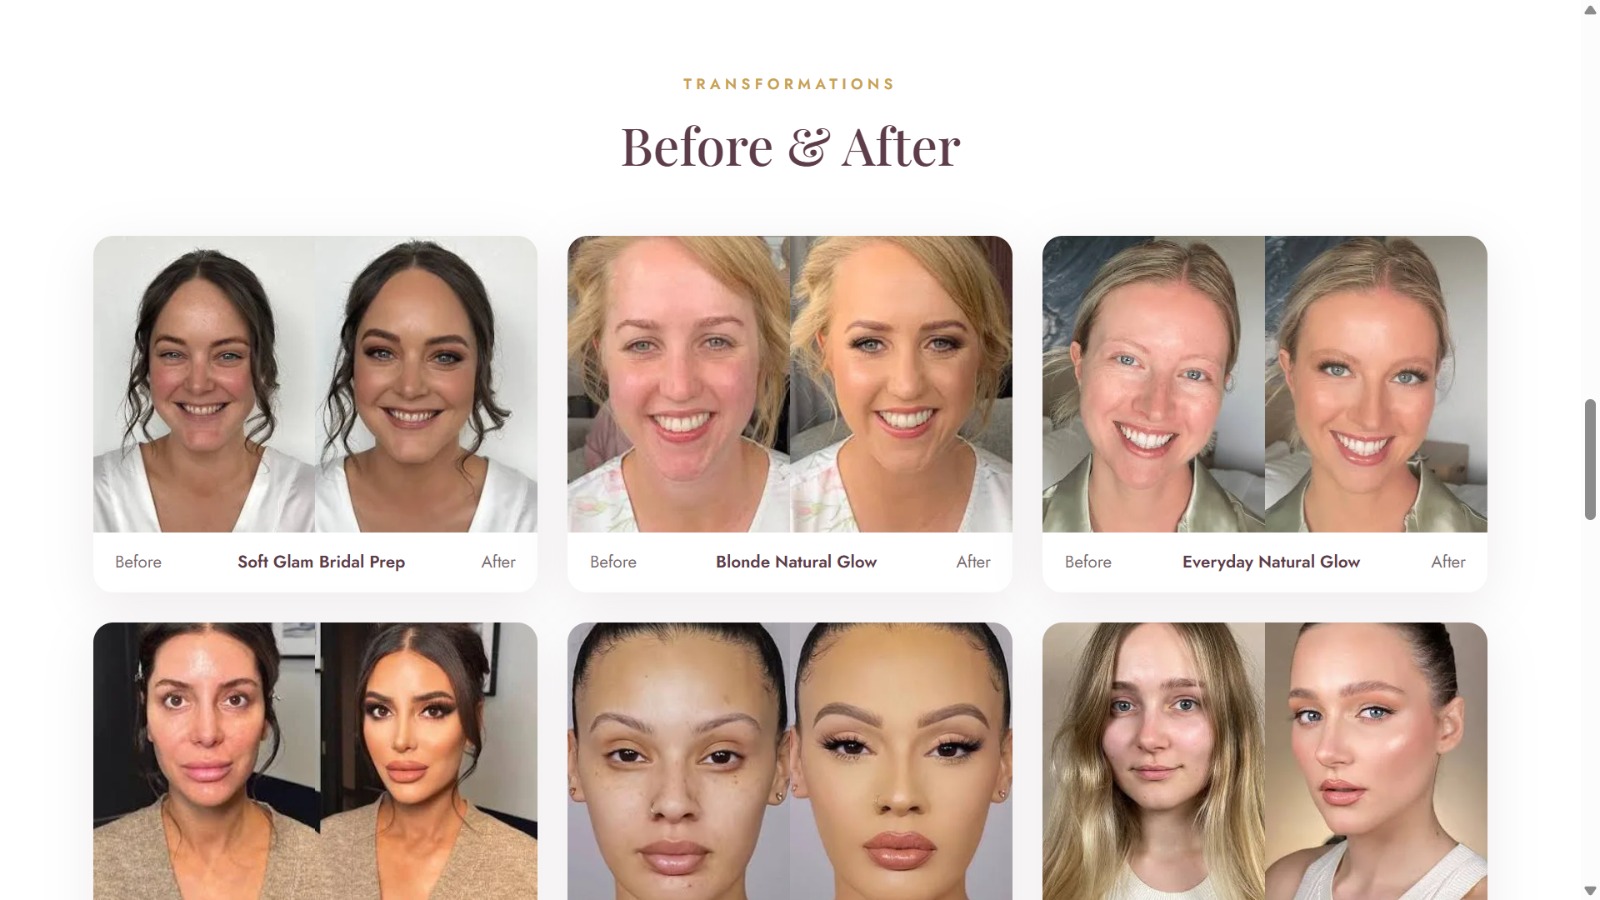 TRANSFORMATIONS
Before & After
Before Soft Glam Bridal Prep After
Before Blonde Natural Glow After
Before Everyday Natural Glow After